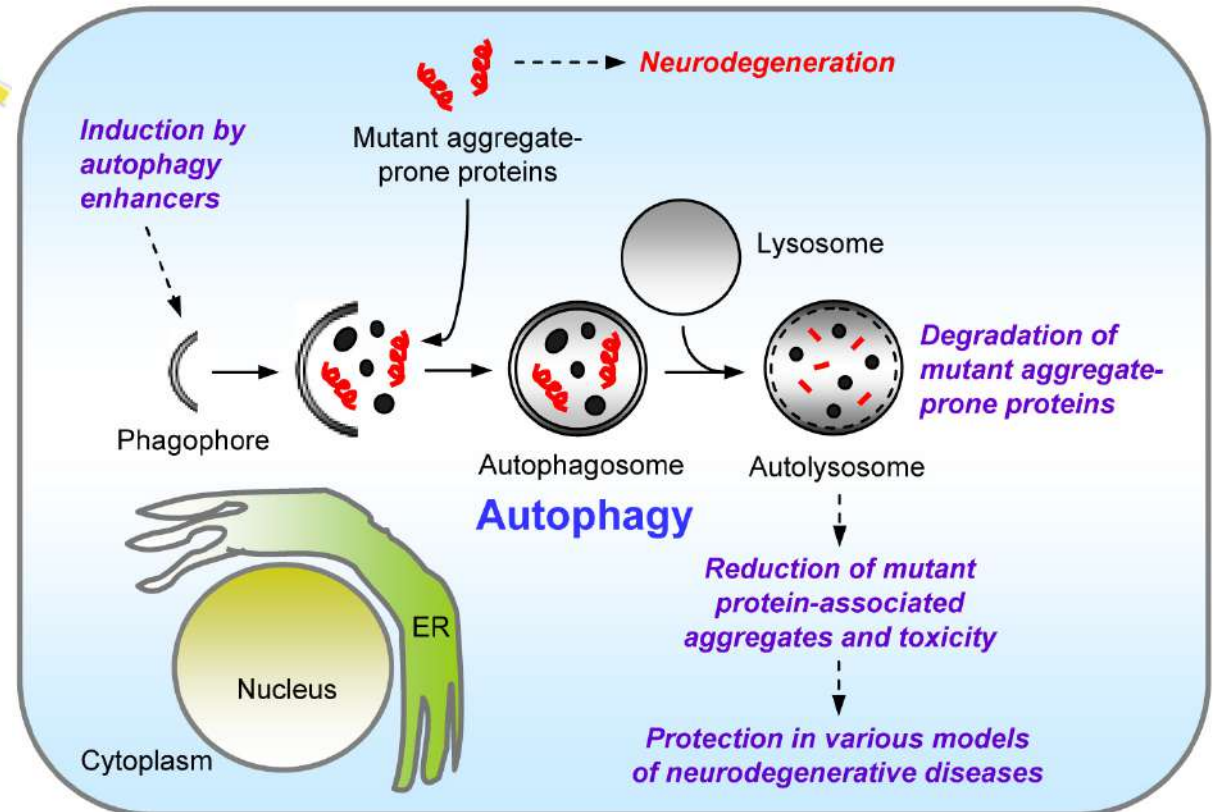 Neurodegeneration
Induction by
autophagy
enhancers
Mutant aggregate-
prone proteins
Lysosome
Degradation of
mutant aggregate-
prone proteins
Phagophore
Autophagosome
Autolysosome
Autophagy
Reduction of mutant
protein-associated
aggregates and toxicity
ER
Nucleus
Cytoplasm
Protection in various models
of neurodegenerative diseases